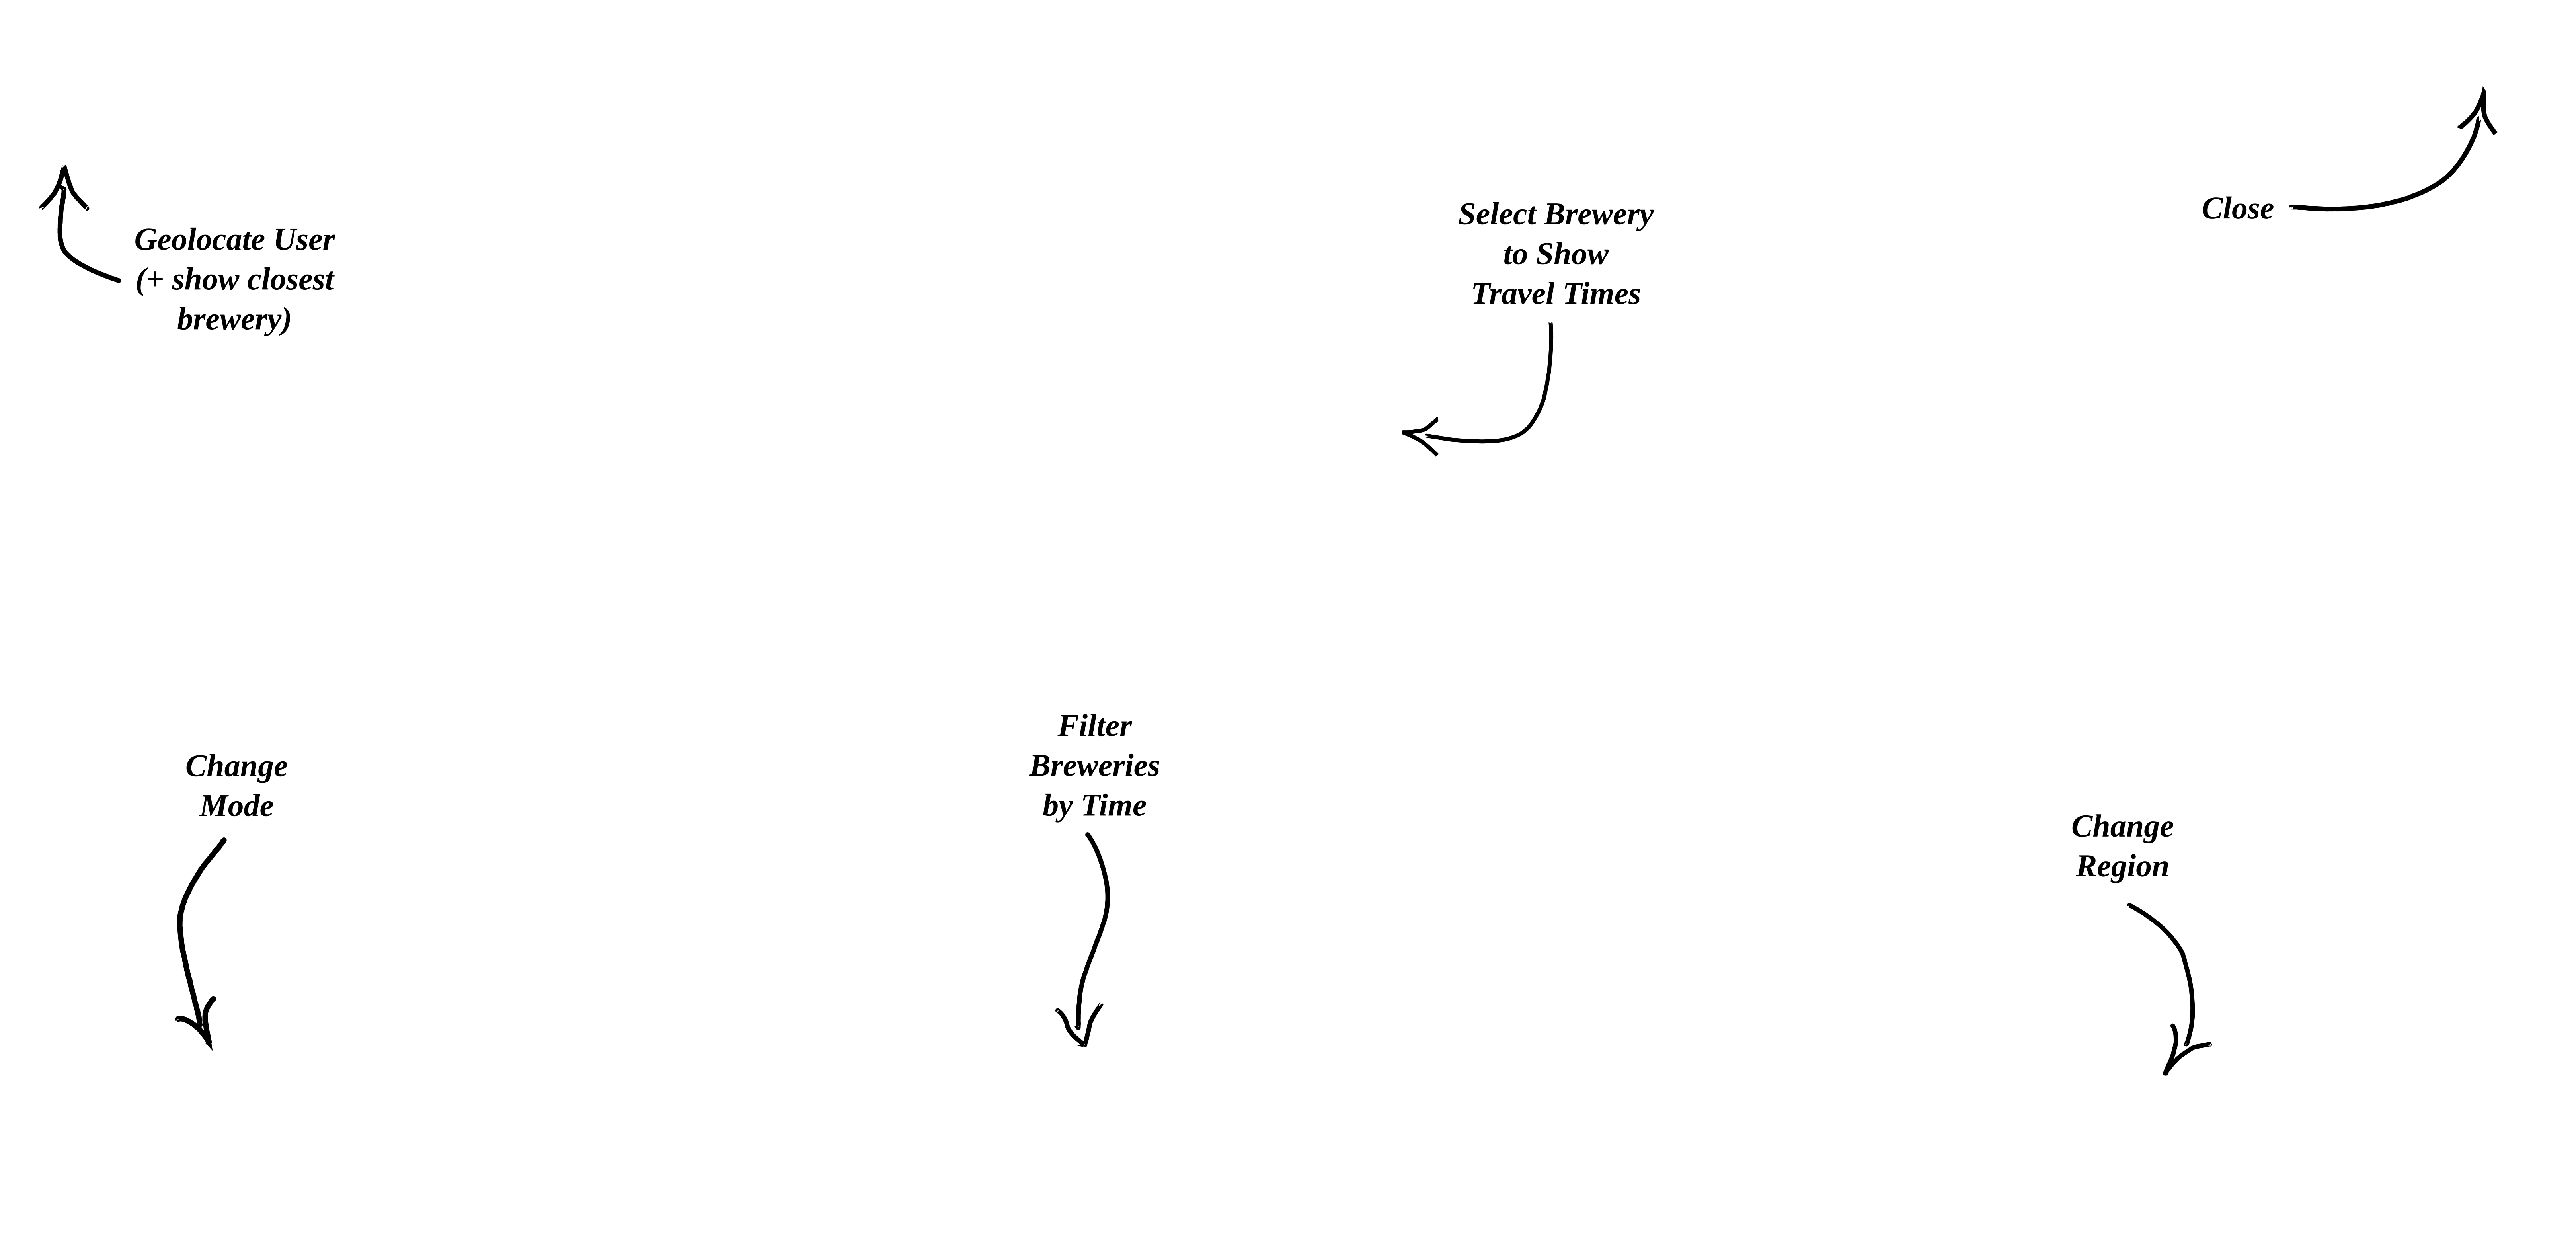 Geolocate User
(+ show closest
brewery)
Select Brewery
to Show
Travel Times
Close
Change
Mode
Filter
Breweries
by Time
Change
Region